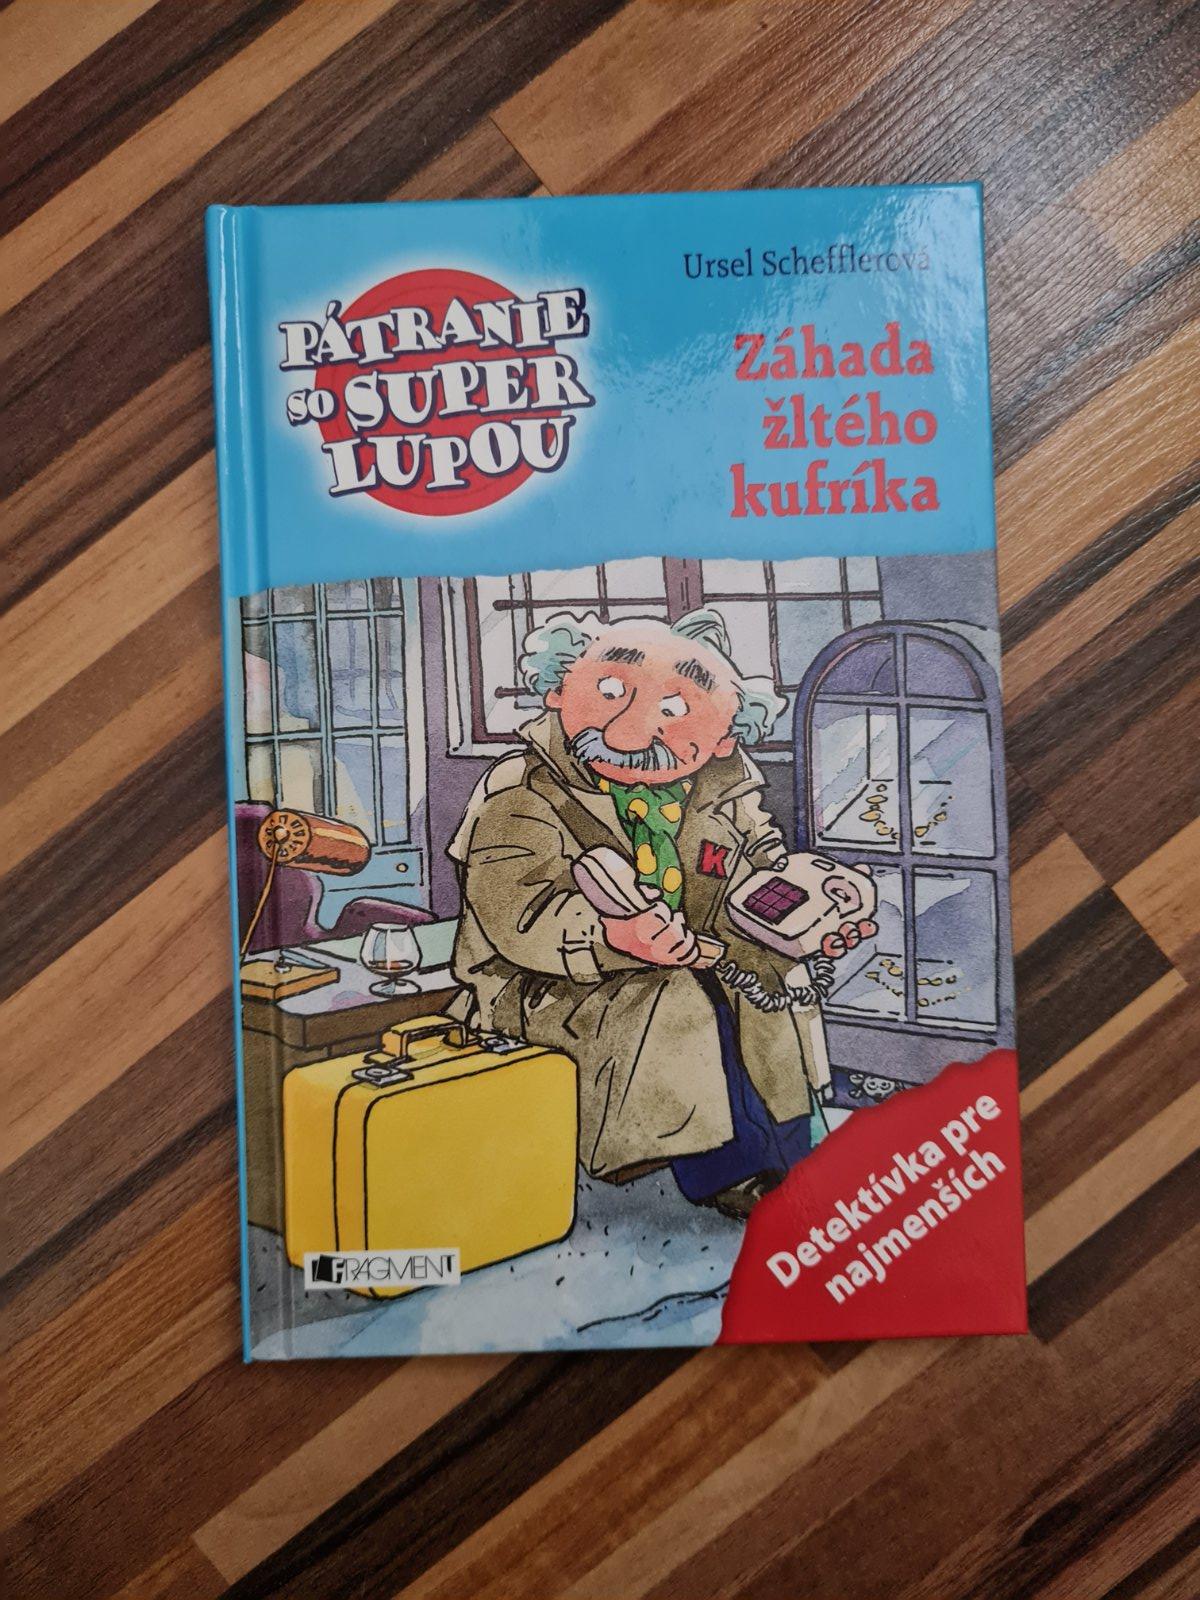 Ursel Schefflerová
PÁTRANIE
SO SUPER
LUPOU
Záhada
žltého
kufríka
K
Detektívka pre
najmenších
FRAGMENT